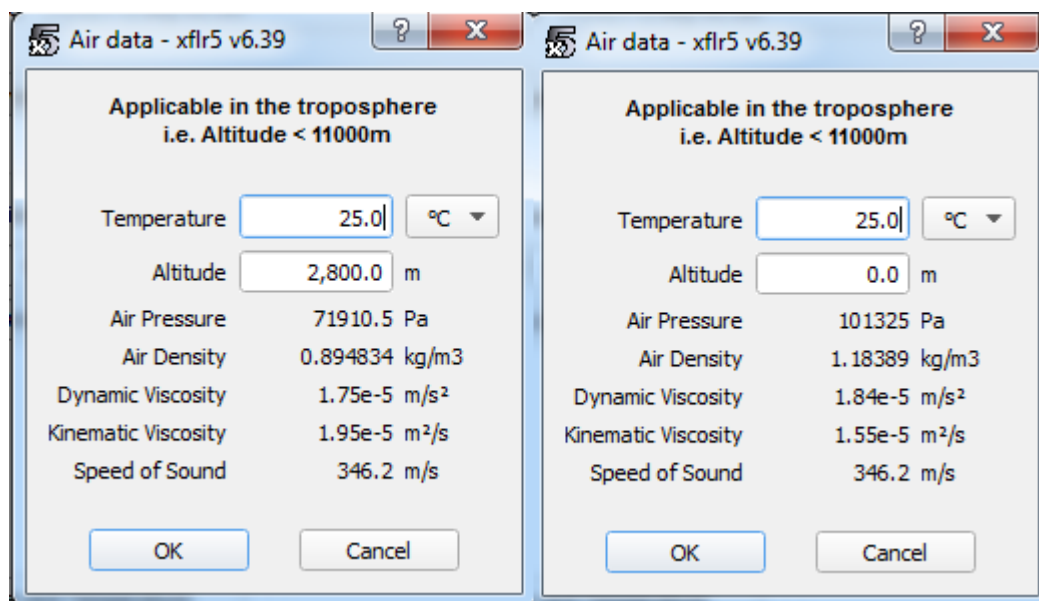 Air data - xflr5 v6.39
Applicable in the troposphere
i.e. Altitude < 11000m
Temperature 25.0 ºC
Altitude 2,800.0 m
Air Pressure 71910.5 Pa
Air Density 0.894834 kg/m3
Dynamic Viscosity 1.75e-5 m/s²
Kinematic Viscosity 1.95e-5 m²/s
Speed of Sound 346.2 m/s
OK Cancel
Air data - xflr5 v6.39
Applicable in the troposphere
i.e. Altitude < 11000m
Temperature 25.0 ºC
Altitude 0.0 m
Air Pressure 101325 Pa
Air Density 1.18389 kg/m3
Dynamic Viscosity 1.84e-5 m/s²
Kinematic Viscosity 1.55e-5 m²/s
Speed of Sound 346.2 m/s
OK Cancel